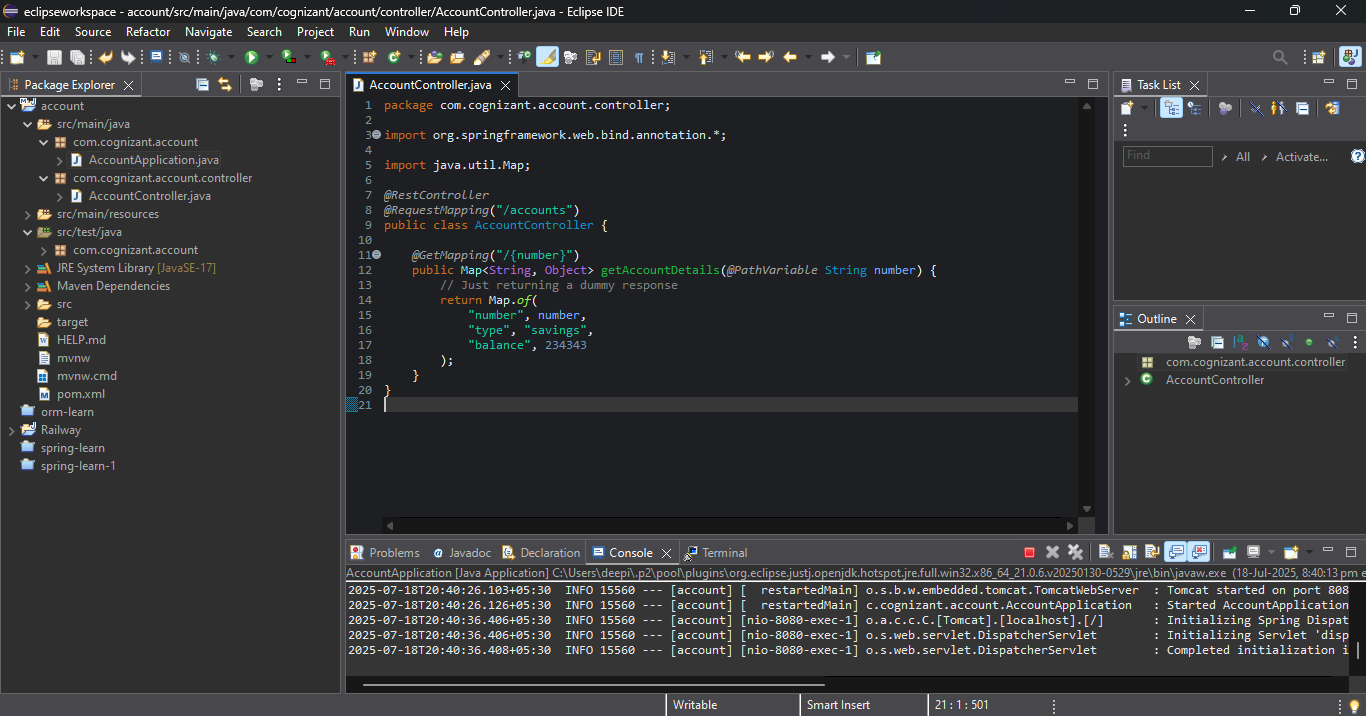 eclipseworkspace - account/src/main/java/com/cognizant/account/controller/AccountController.java - Eclipse IDE
File Edit Source Refactor Navigate Search Project Run Window Help
Package Explorer
account
src/main/java
com.cognizant.account
AccountApplication.java
com.cognizant.account.controller
AccountController.java
src/main/resources
src/test/java
com.cognizant.account
JRE System Library [JavaSE-17]
Maven Dependencies
src
target
HELP.md
mvnw
mvnw.cmd
pom.xml
orm-learn
Railway
spring-learn
spring-learn-1
AccountController.java
1 package com.cognizant.account.controller;
2
3 import org.springframework.web.bind.annotation.*;
4
5 import java.util.Map;
6
7 @RestController
8 @RequestMapping("/accounts")
9 public class AccountController {
10
11 @GetMapping("/{number}")
12 public Map<String, Object> getAccountDetails(@PathVariable String number) {
13 // Just returning a dummy response
14 return Map.of(
15 "number", number,
16 "type", "savings",
17 "balance", 234343
18 );
19 }
20 }
21
Task List
Find All Activate...
Outline
com.cognizant.account.controller
AccountController
Problems Javadoc Declaration Console Terminal
AccountApplication [Java Application] C:\Users\deepi\.p2\pool\plugins\org.eclipse.justj.openjdk.hotspot.jre.full.win32.x86_64_21.0.6.v20250130-0529\jre\bin\javaw.exe (18-Jul-2025, 8:40:13 pm e
2025-07-18T20:40:26.103+05:30 INFO 15560 --- [account] [ restartedMain] o.s.b.w.embedded.tomcat.TomcatWebServer : Tomcat started on port 808
2025-07-18T20:40:26.126+05:30 INFO 15560 --- [account] [ restartedMain] c.cognizant.account.AccountApplication : Started AccountApplication
2025-07-18T20:40:36.406+05:30 INFO 15560 --- [account] [nio-8080-exec-1] o.a.c.c.C.[Tomcat].[localhost].[/] : Initializing Spring Dispat
2025-07-18T20:40:36.406+05:30 INFO 15560 --- [account] [nio-8080-exec-1] o.s.web.servlet.DispatcherServlet : Initializing Servlet 'disp
2025-07-18T20:40:36.408+05:30 INFO 15560 --- [account] [nio-8080-exec-1] o.s.web.servlet.DispatcherServlet : Completed initialization i
Writable Smart Insert 21 : 1 : 501